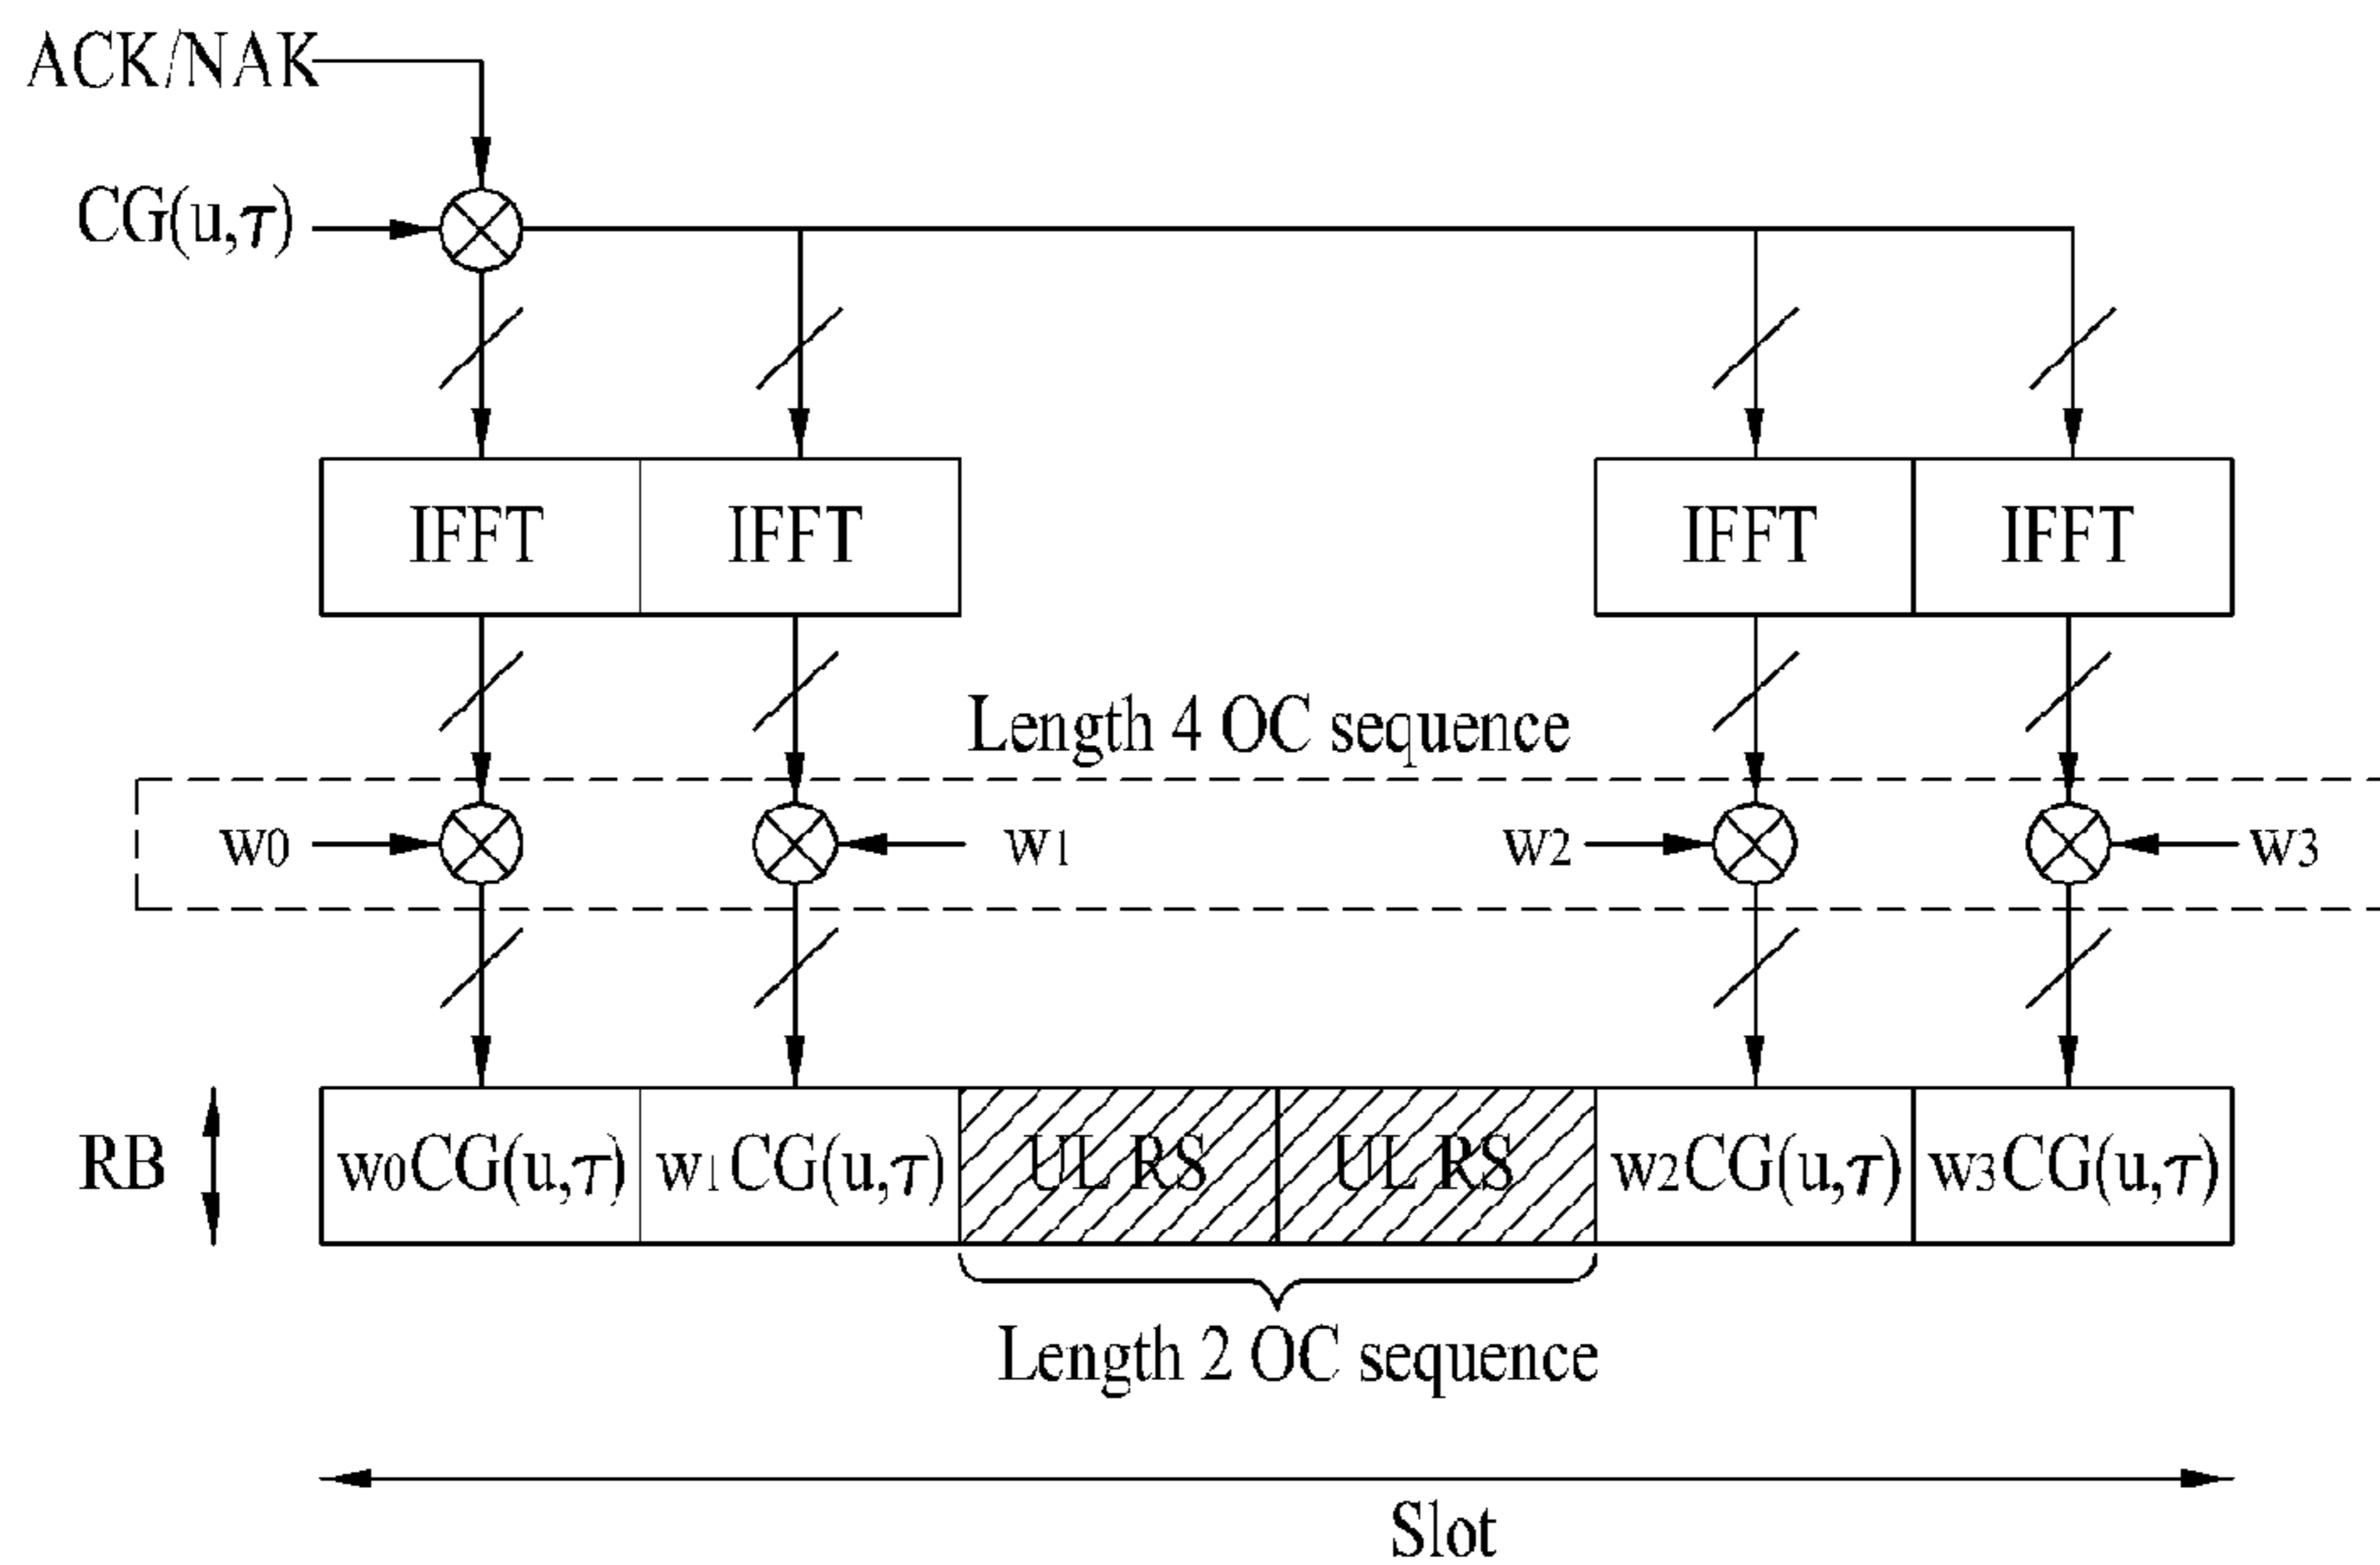 ACK/NAK
CG(u,τ)
IFFT IFFT IFFT IFFT
Length 4 OC sequence
w0 w1 w2 w3
RB w0CG(u,τ) w1CG(u,τ) UL RS UL RS w2CG(u,τ) w3CG(u,τ)
Length 2 OC sequence
Slot